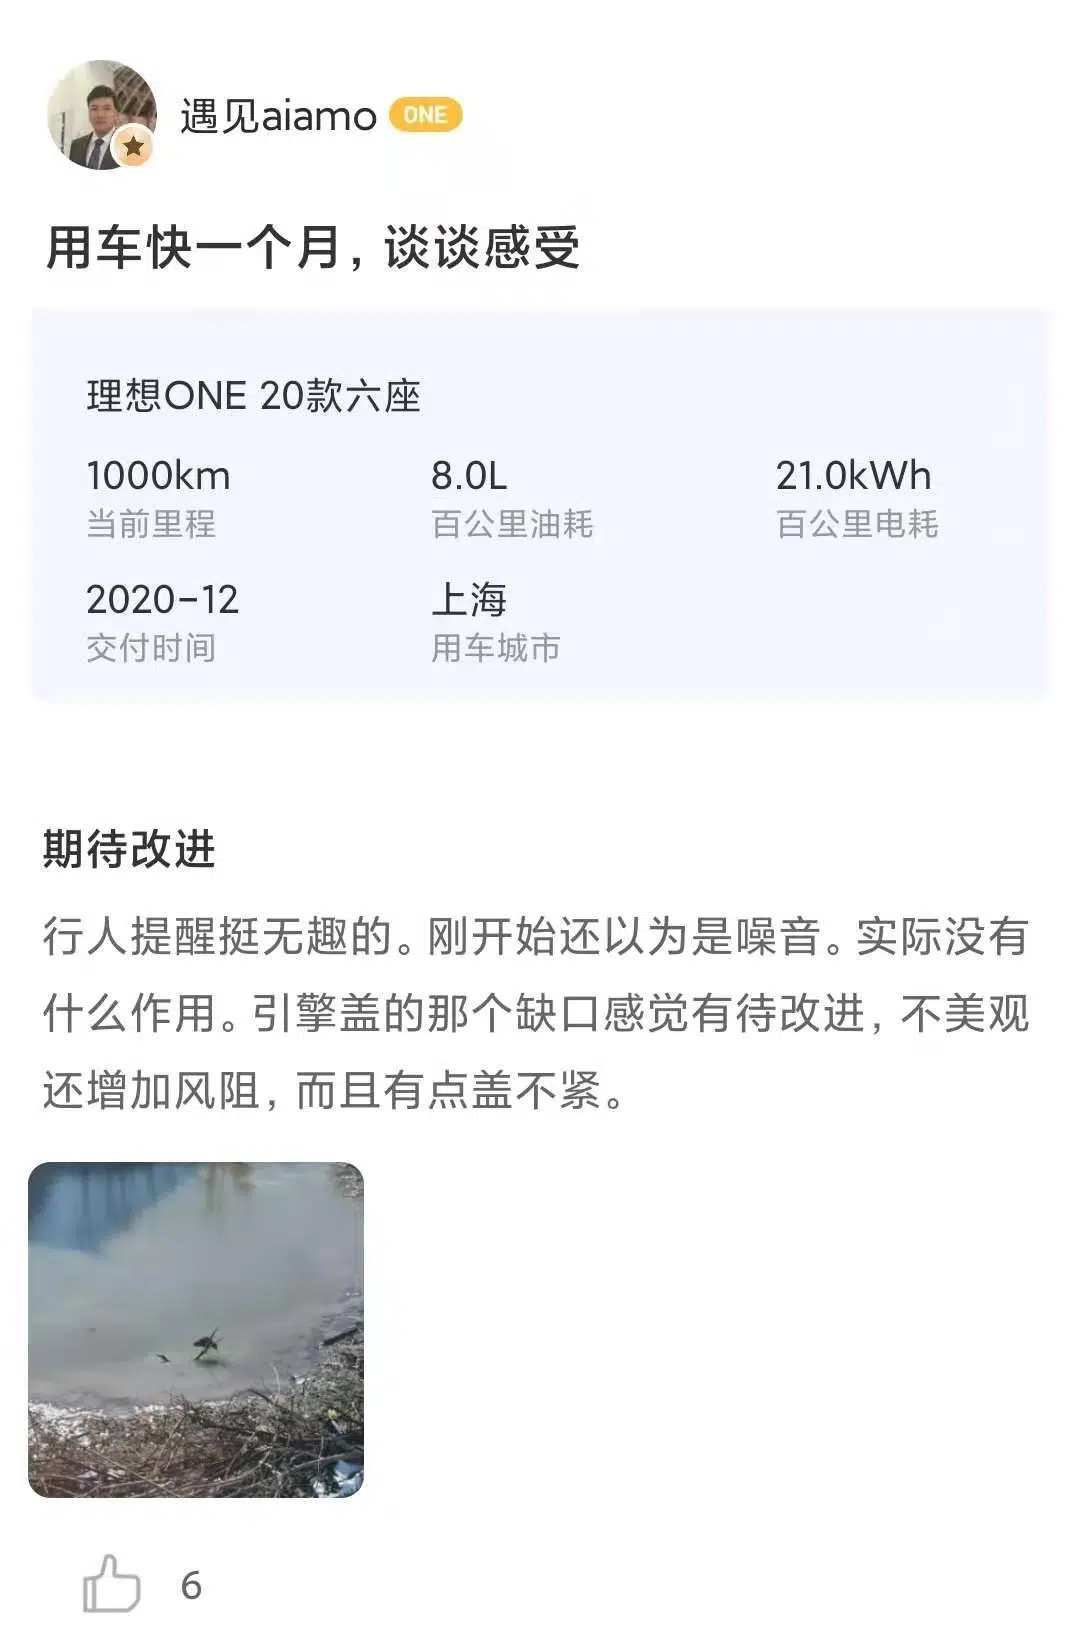 遇见aiamo ONE
用车快一个月，谈谈感受
理想ONE 20款六座
1000km 8.0L 21.0kWh
当前里程 百公里油耗 百公里电耗
2020-12 上海
交付时间 用车城市
期待改进
行人提醒挺无趣的。刚开始还以为是噪音。实际没有
什么作用。引擎盖的那个缺口感觉有待改进，不美观
还增加风阻，而且有点盖不紧。
6